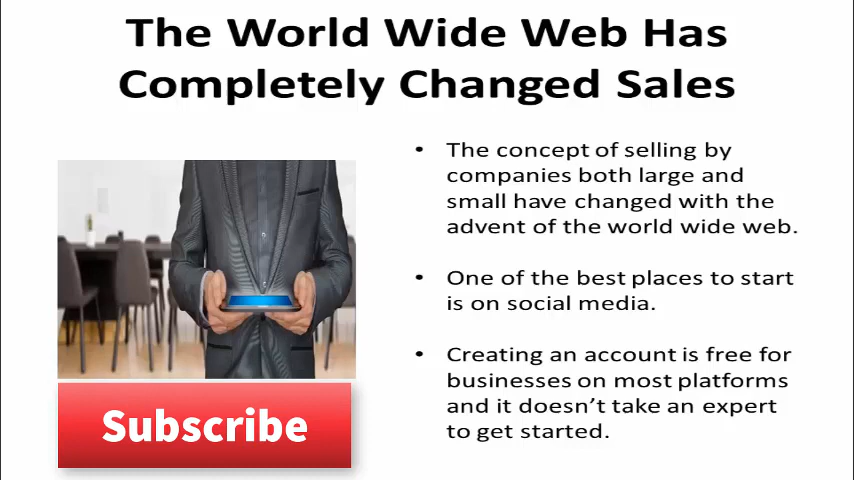 The World Wide Web Has
Completely Changed Sales
• The concept of selling by
companies both large and
small have changed with the
advent of the world wide web.
• One of the best places to start
is on social media.
• Creating an account is free for
businesses on most platforms
and it doesn't take an expert
to get started.
Subscribe